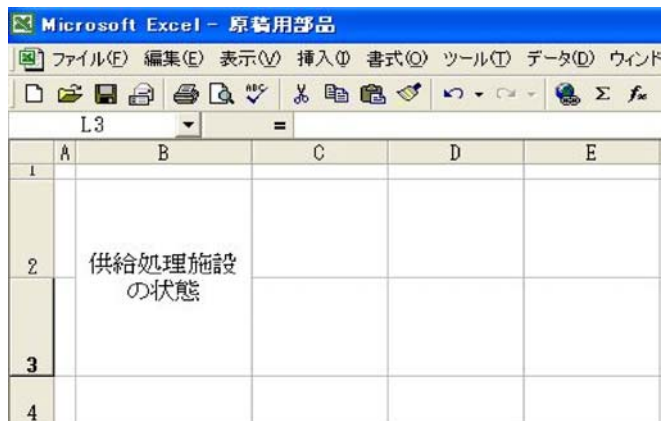 Microsoft Excel - 原稿用部品
ファイル(F) 編集(E) 表示(V) 挿入(I) 書式(O) ツール(T) データ(D) ウィンド
ABC Σ fx
L3 =
A B C D E
1
2
供給処理施設
の状態
3
4